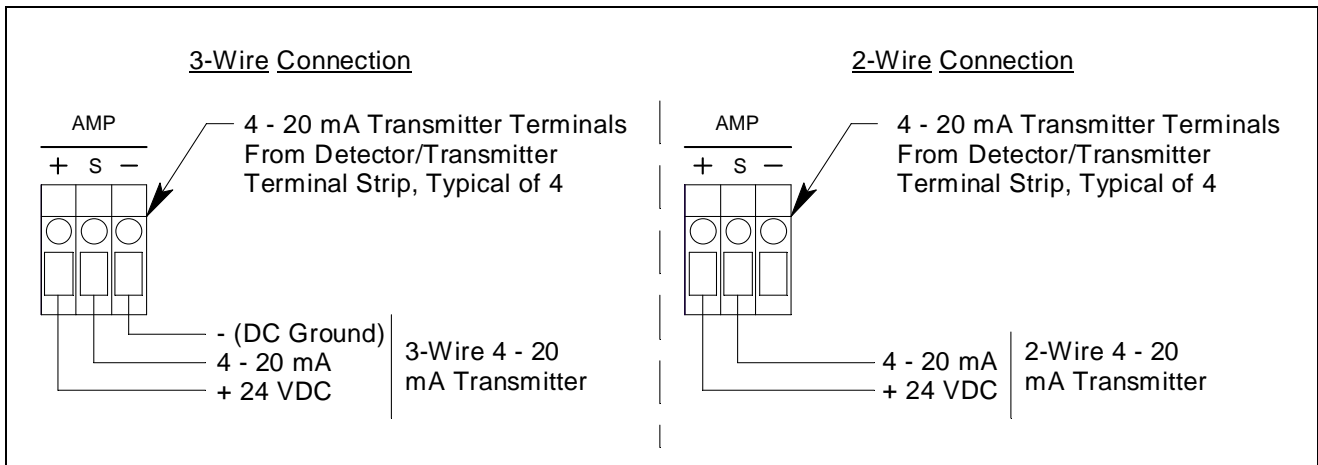 3-Wire Connection
AMP
+ S −
4 - 20 mA Transmitter Terminals
From Detector/Transmitter
Terminal Strip, Typical of 4
- (DC Ground)
4 - 20 mA
+ 24 VDC
3-Wire 4 - 20
mA Transmitter
2-Wire Connection
AMP
+ S −
4 - 20 mA Transmitter Terminals
From Detector/Transmitter
Terminal Strip, Typical of 4
4 - 20 mA
+ 24 VDC
2-Wire 4 - 20
mA Transmitter